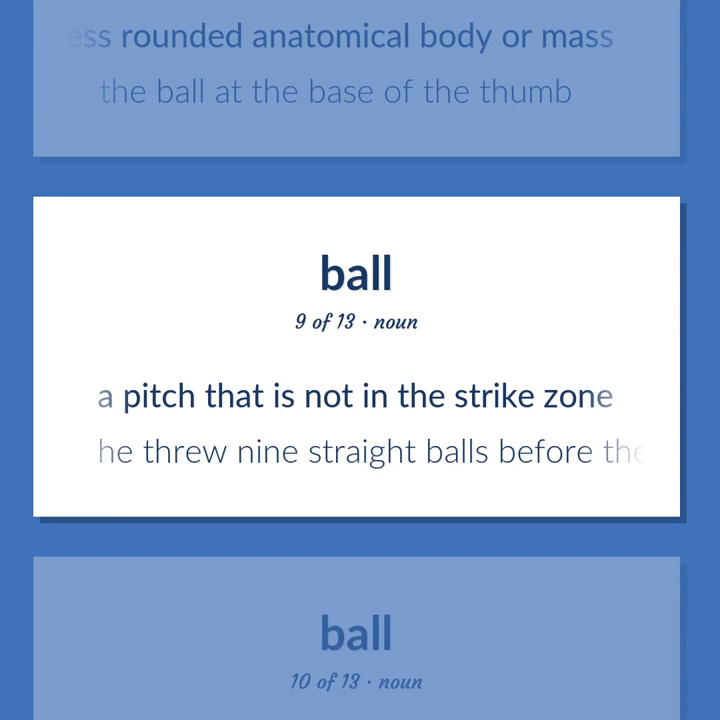 rounded anatomical body or mass
the ball at the base of the thumb
ball
9 of 13 · noun
a pitch that is not in the strike zone
he threw nine straight balls before the
ball
10 of 13 · noun